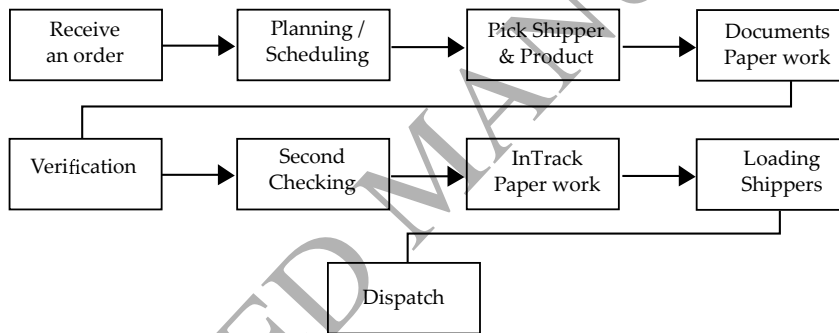 Receive
an order
Planning /
Scheduling
Pick Shipper
& Product
Documents
Paper work
Verification
Second
Checking
InTrack
Paper work
Loading
Shippers
Dispatch